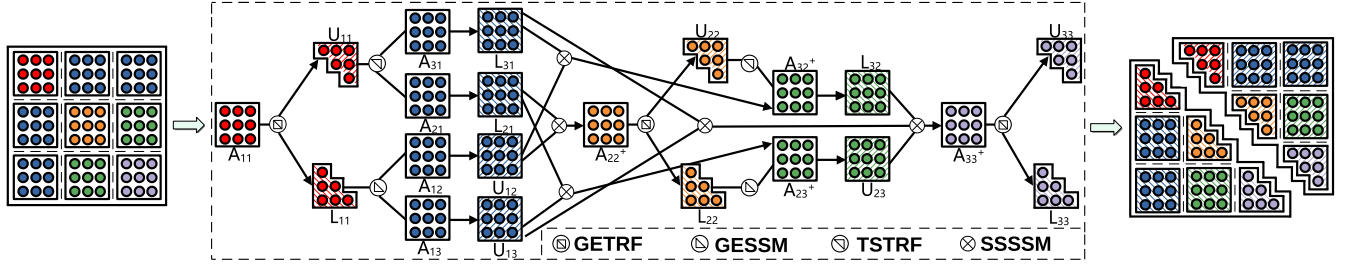 A11
U11
L11
A31
A21
A12
A13
L31
L21
U12
U13
A22+
U22
L22
A32+
A23+
L32
U23
A33+
U33
L33
GETRF GESSM TSTRF SSSSM